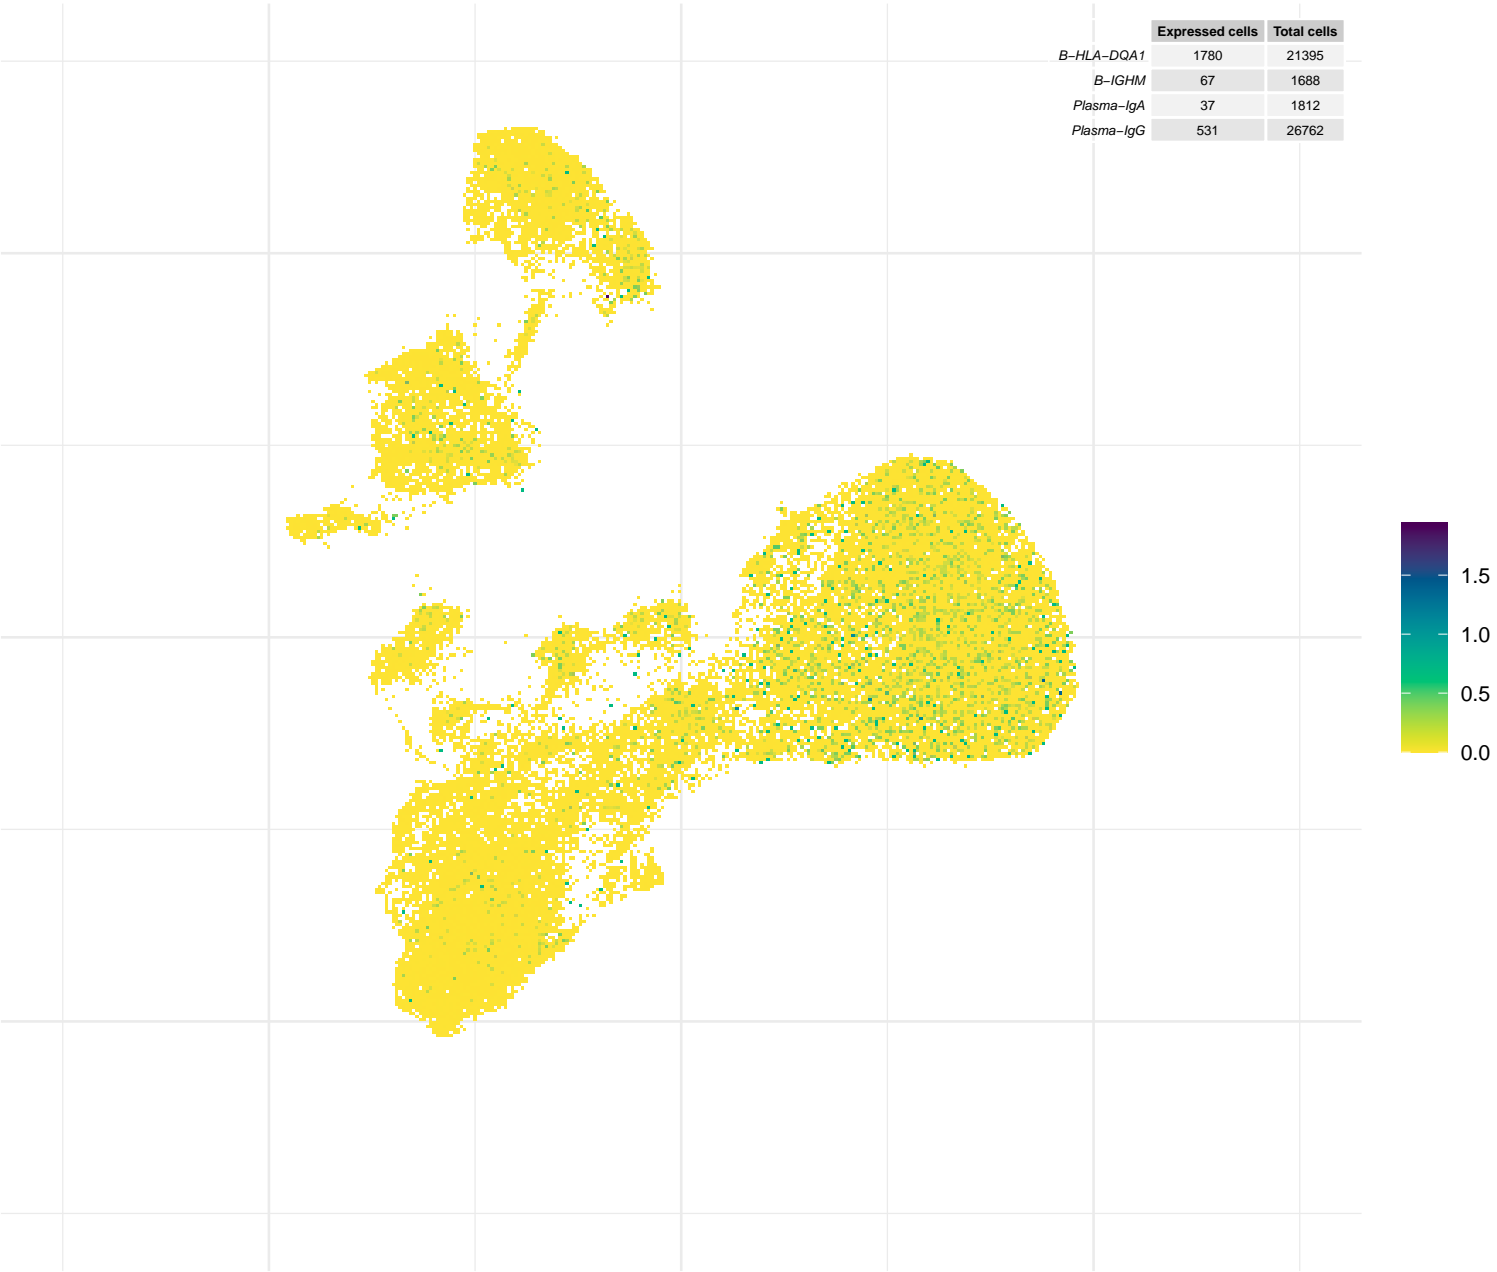 Expressed cells Total cells
B−HLA−DQA1 1780 21395
B−IGHM 67 1688
Plasma−IgA 37 1812
Plasma−IgG 531 26762
1.5
1.0
0.5
0.0